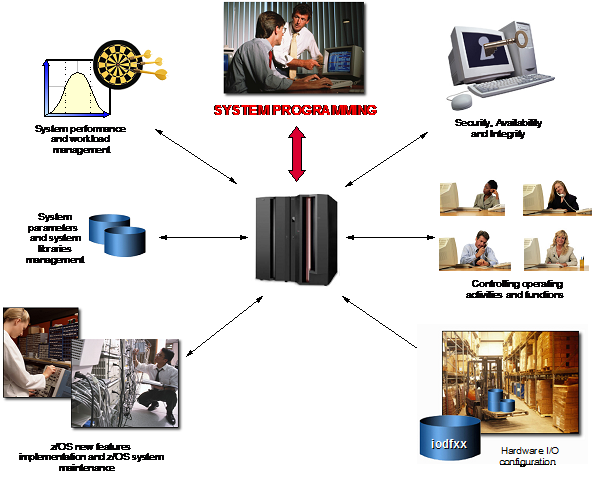 SYSTEM PROGRAMMING
System performance
and workload
management
Security, Availability
and Integrity
System
parameters
and system
libraries
management
Controlling operating
activities and functions
z/OS new features
implementation and z/OS system
maintenance
iodfxx
Hardware I/O
configuration